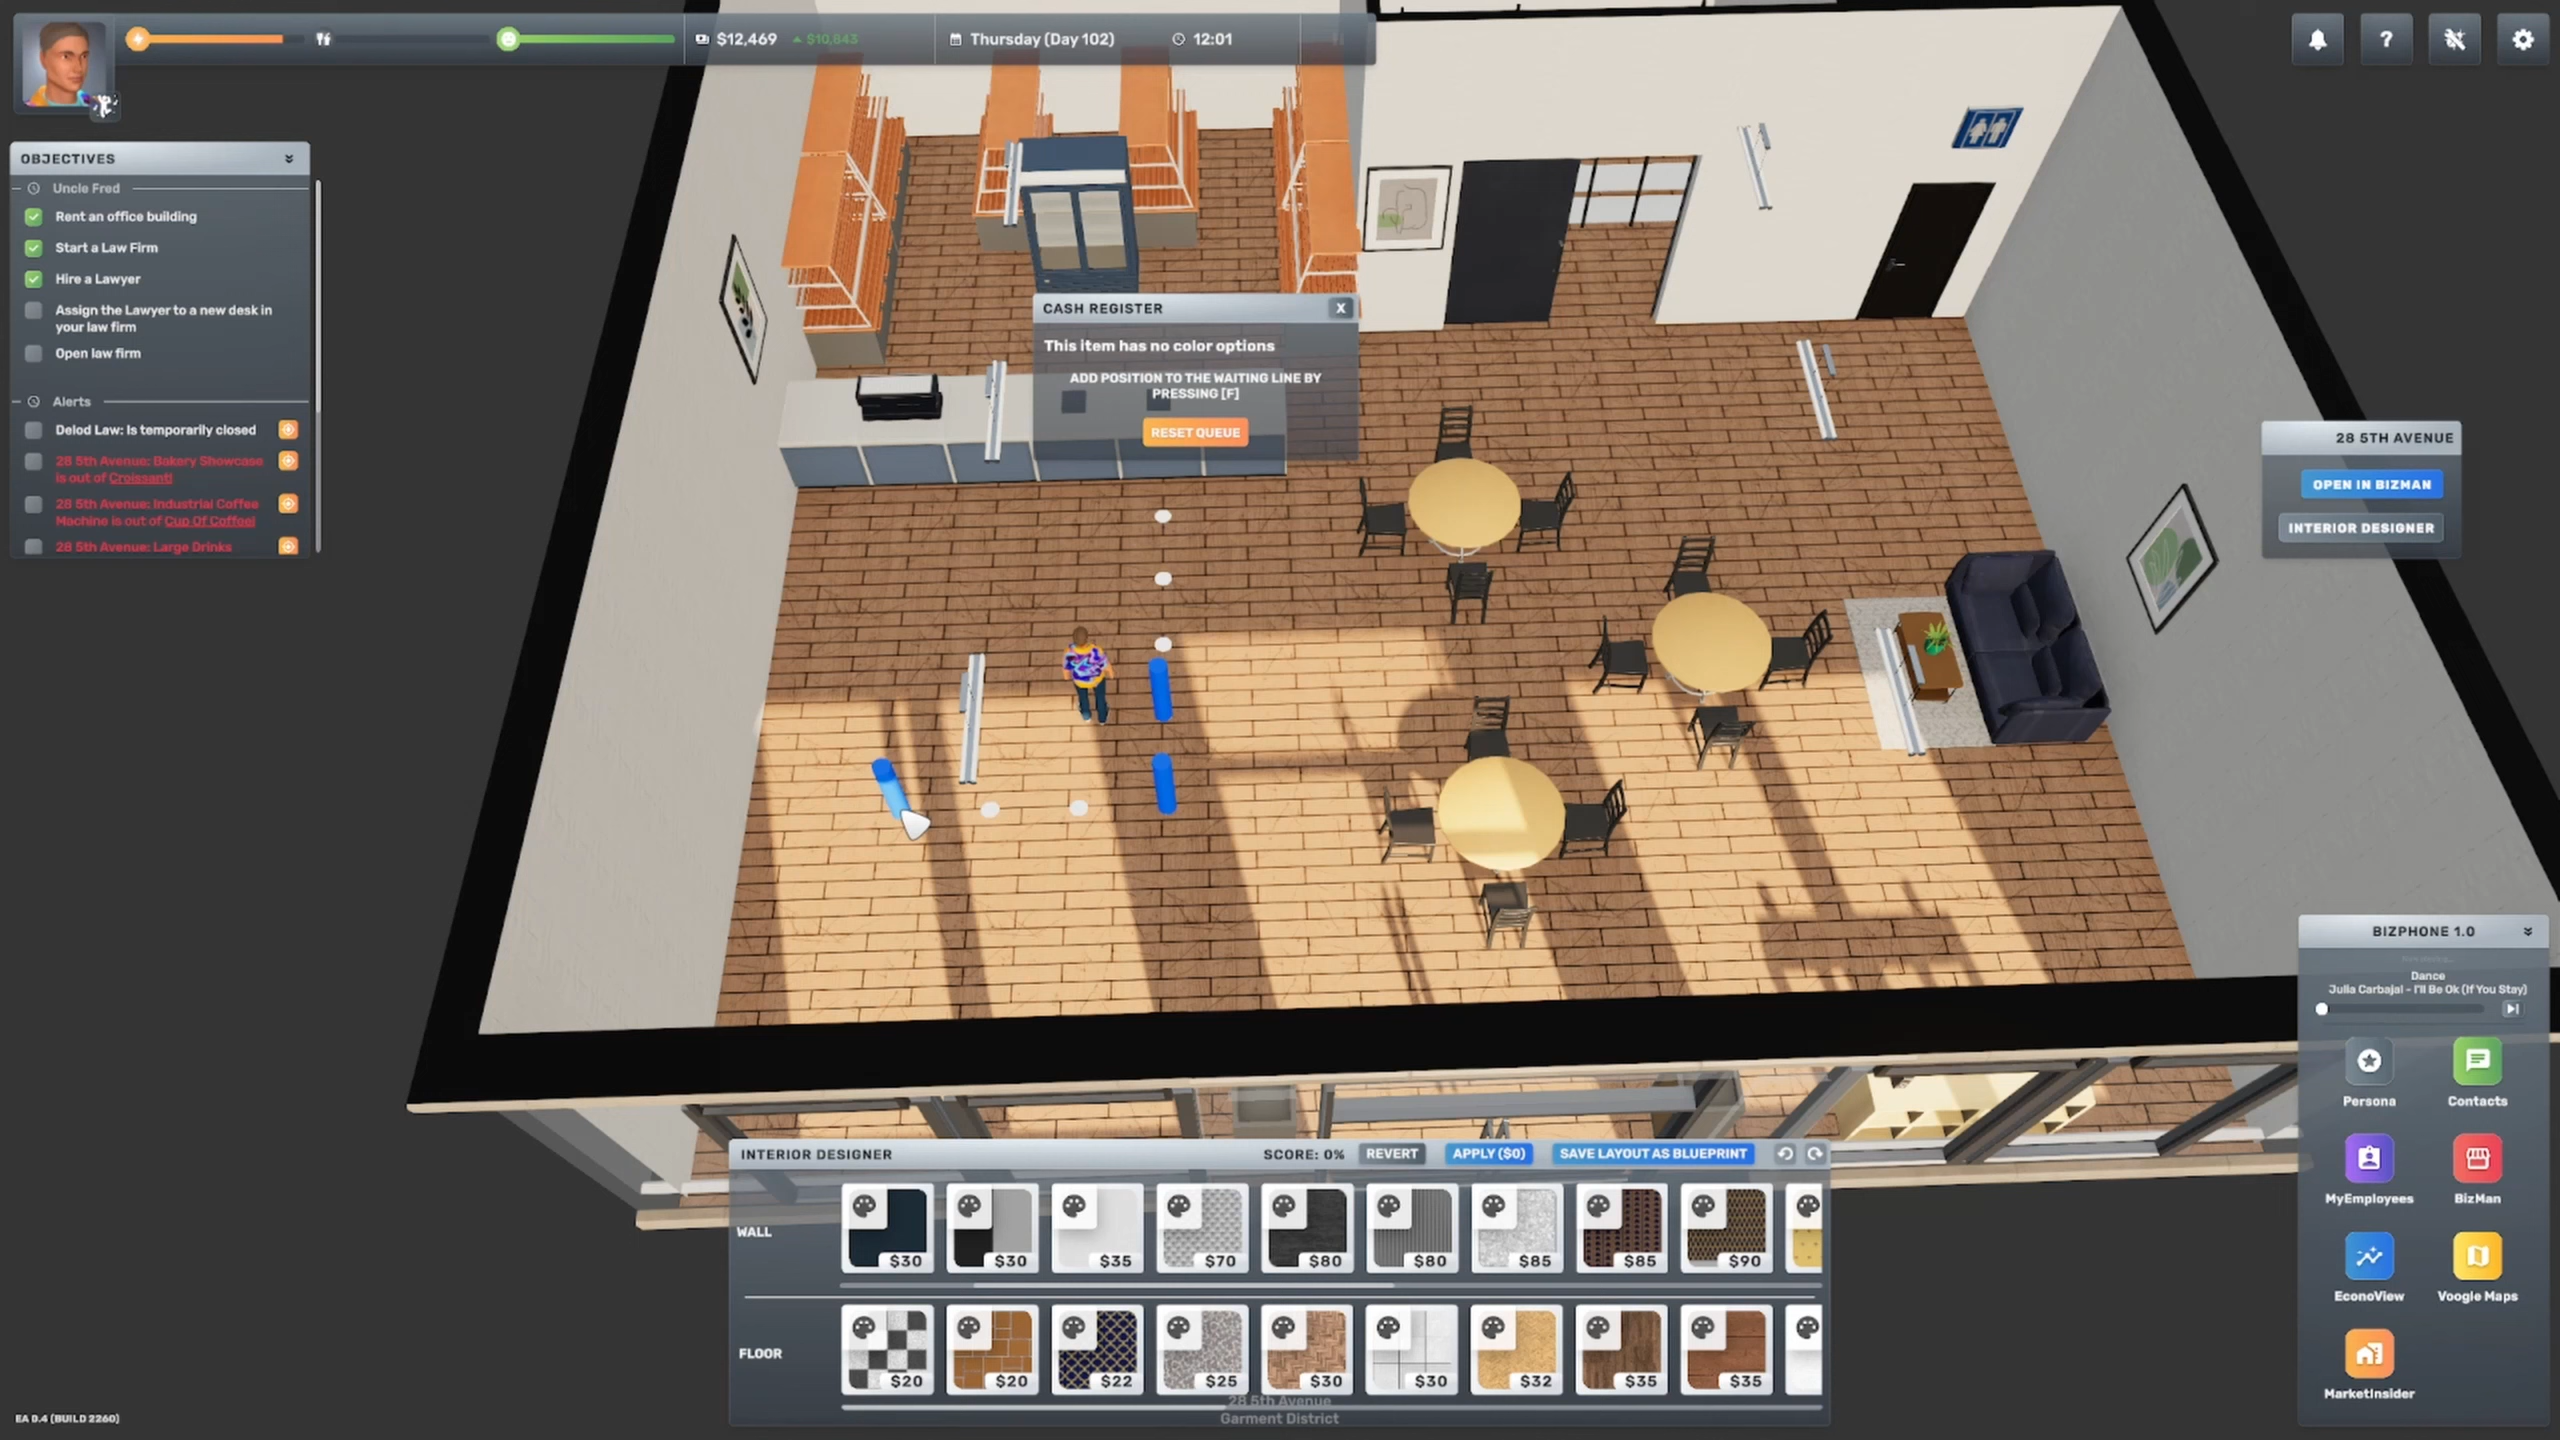 $12,469
$10,843
Thursday (Day 102)
12:01
OBJECTIVES
Uncle Fred
Rent an office building
Start a Law Firm
Hire a Lawyer
Assign the Lawyer to a new desk in
your law firm
Open law firm
Alerts
Delod Law: Is temporarily closed
28 5th Avenue: Bakery Showcase
is out of Croissant!
28 5th Avenue: Industrial Coffee
Machine is out of Cup Of Coffee!
28 5th Avenue: Large Drinks
CASH REGISTER
X
This item has no color options
ADD POSITION TO THE WAITING LINE BY
PRESSING [F]
RESET QUEUE
28 5TH AVENUE
OPEN IN BIZMAN
INTERIOR DESIGNER
BIZPHONE 1.0
Dance
Julia Carbajal - I'll Be Ok (If You Stay)
Persona
Contacts
MyEmployees
BizMan
EconoView
Voogle Maps
MarketInsider
INTERIOR DESIGNER
SCORE: 0%
REVERT
APPLY ($0)
SAVE LAYOUT AS BLUEPRINT
WALL
$30
$30
$35
$70
$80
$80
$85
$85
$90
FLOOR
$20
$20
$22
$25
$30
$30
$32
$35
$35
28 5th Avenue
Garment District
EA 0.4 (BUILD 2260)